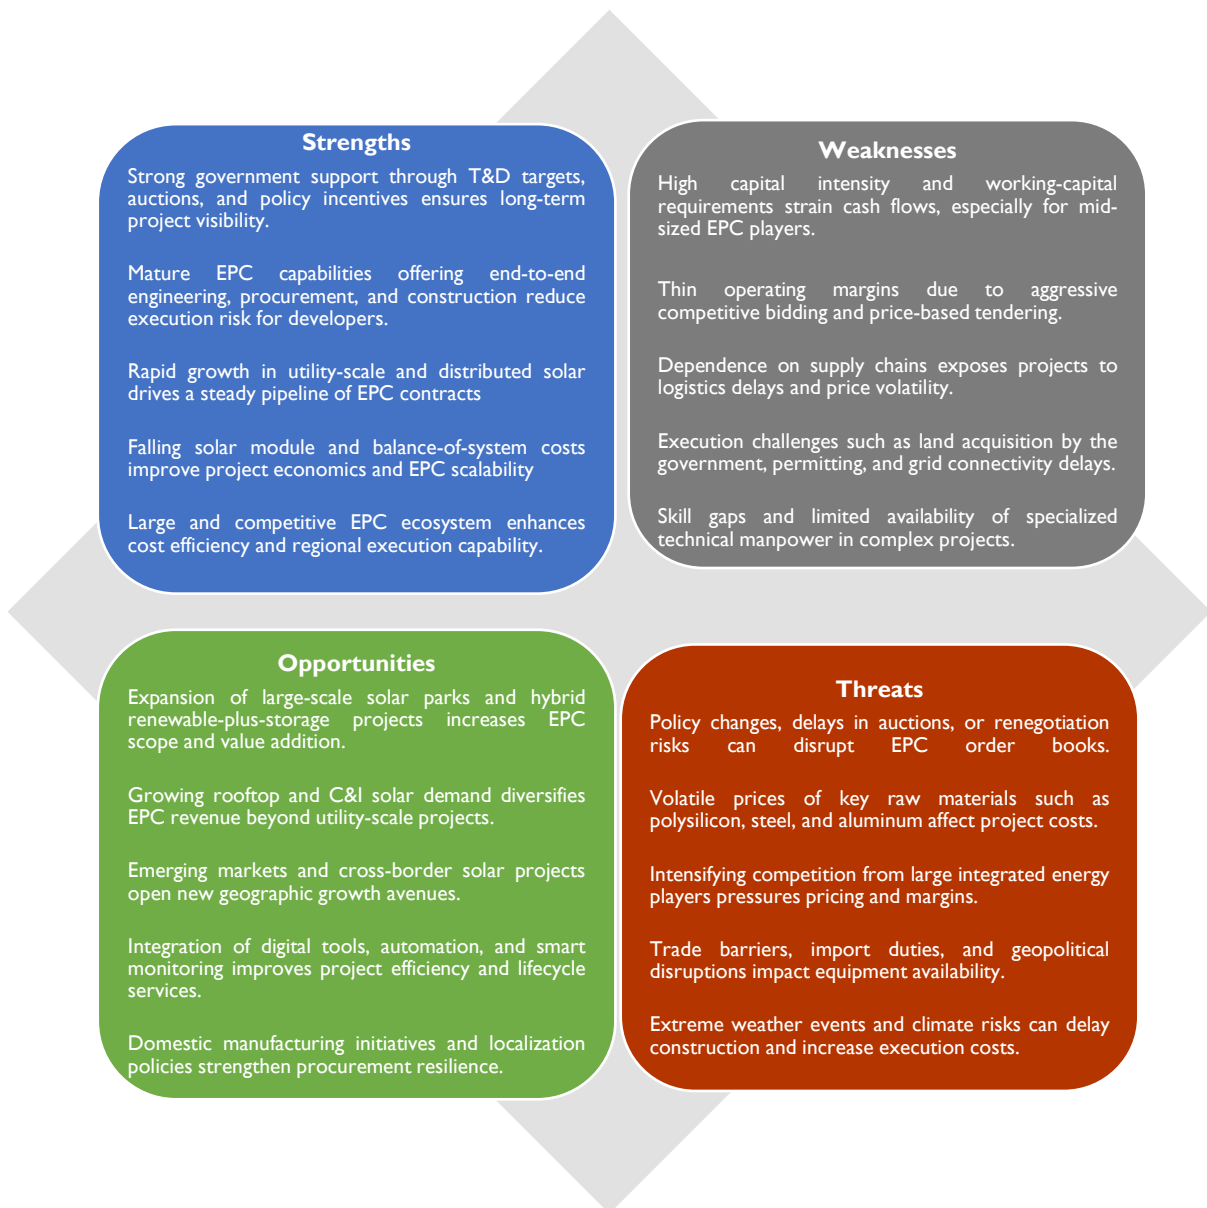 Strengths
Strong government support through T&D targets,
auctions, and policy incentives ensures long-term
project visibility.
Mature EPC capabilities offering end-to-end
engineering, procurement, and construction reduce
execution risk for developers.
Rapid growth in utility-scale and distributed solar
drives a steady pipeline of EPC contracts
Falling solar module and balance-of-system costs
improve project economics and EPC scalability
Large and competitive EPC ecosystem enhances
cost efficiency and regional execution capability.
Weaknesses
High capital intensity and working-capital
requirements strain cash flows, especially for mid-
sized EPC players.
Thin operating margins due to aggressive
competitive bidding and price-based tendering.
Dependence on supply chains exposes projects to
logistics delays and price volatility.
Execution challenges such as land acquisition by the
government, permitting, and grid connectivity delays.
Skill gaps and limited availability of specialized
technical manpower in complex projects.
Opportunities
Expansion of large-scale solar parks and hybrid
renewable-plus-storage projects increases EPC
scope and value addition.
Growing rooftop and C&I solar demand diversifies
EPC revenue beyond utility-scale projects.
Emerging markets and cross-border solar projects
open new geographic growth avenues.
Integration of digital tools, automation, and smart
monitoring improves project efficiency and lifecycle
services.
Domestic manufacturing initiatives and localization
policies strengthen procurement resilience.
Threats
Policy changes, delays in auctions, or renegotiation
risks can disrupt EPC order books.
Volatile prices of key raw materials such as
polysilicon, steel, and aluminum affect project costs.
Intensifying competition from large integrated energy
players pressures pricing and margins.
Trade barriers, import duties, and geopolitical
disruptions impact equipment availability.
Extreme weather events and climate risks can delay
construction and increase execution costs.